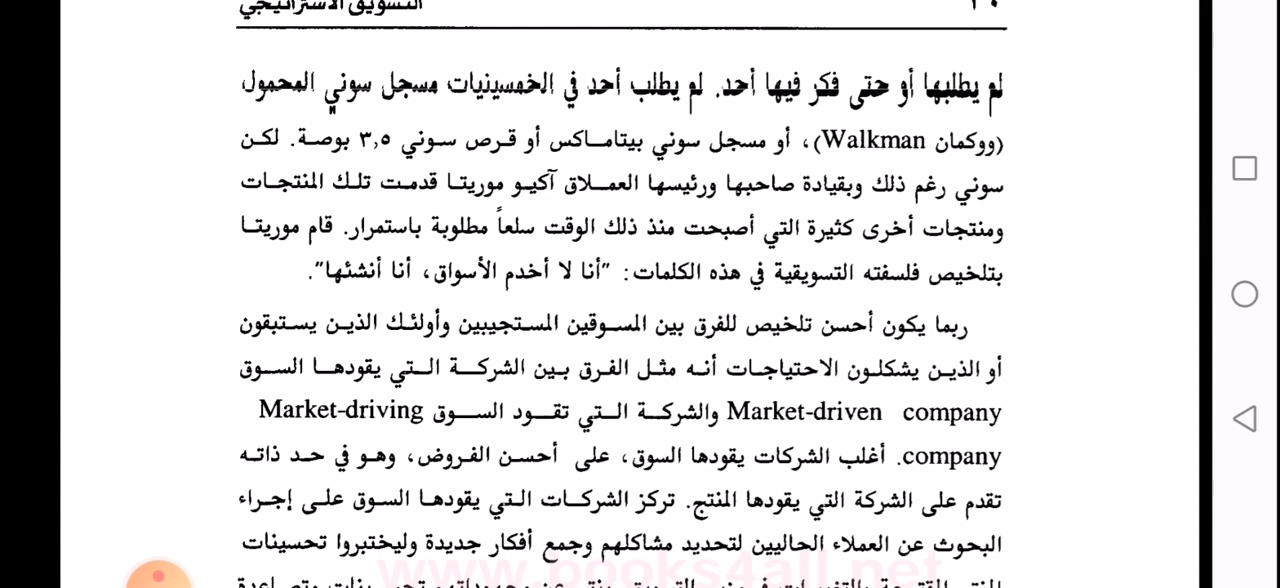 التسويق الاستراتيجي
لم يطلبها أو حتى فكر فيها أحد. لم يطلب أحد في الخمسينيات مسجل سوني المحمول
(ووكمان Walkman)، أو مسجل سوني بيتاماكس أو قرص سوني ٣,٥ بوصة. لكن
سوني رغم ذلك وبقيادة صاحبها ورئيسها العملاق آكيو موريتا قدمت تلك المنتجات
ومنتجات أخرى كثيرة التي أصبحت منذ ذلك الوقت سلعاً مطلوبة باستمرار. قام موريتا
بتلخيص فلسفته التسويقية في هذه الكلمات: "أنا لا أخدم الأسواق، أنا أنشئها".
ربما يكون أحسن تلخيص للفرق بين المسوقين المستجيبين وأولئك الذين يستبقون
أو الذين يشكلون الاحتياجات أنه مثل الفرق بين الشركة التي يقودها السوق
Market-driven company والشركة التي تقود السوق Market-driving
company. أغلب الشركات يقودها السوق، على أحسن الفروض، وهو في حد ذاته
تقدم على الشركة التي يقودها المنتج. تركز الشركات التي يقودها السوق على إجراء
البحوث عن العملاء الحاليين لتحديد مشاكلهم وجمع أفكار جديدة وليختبروا تحسينات
www.books4all.net